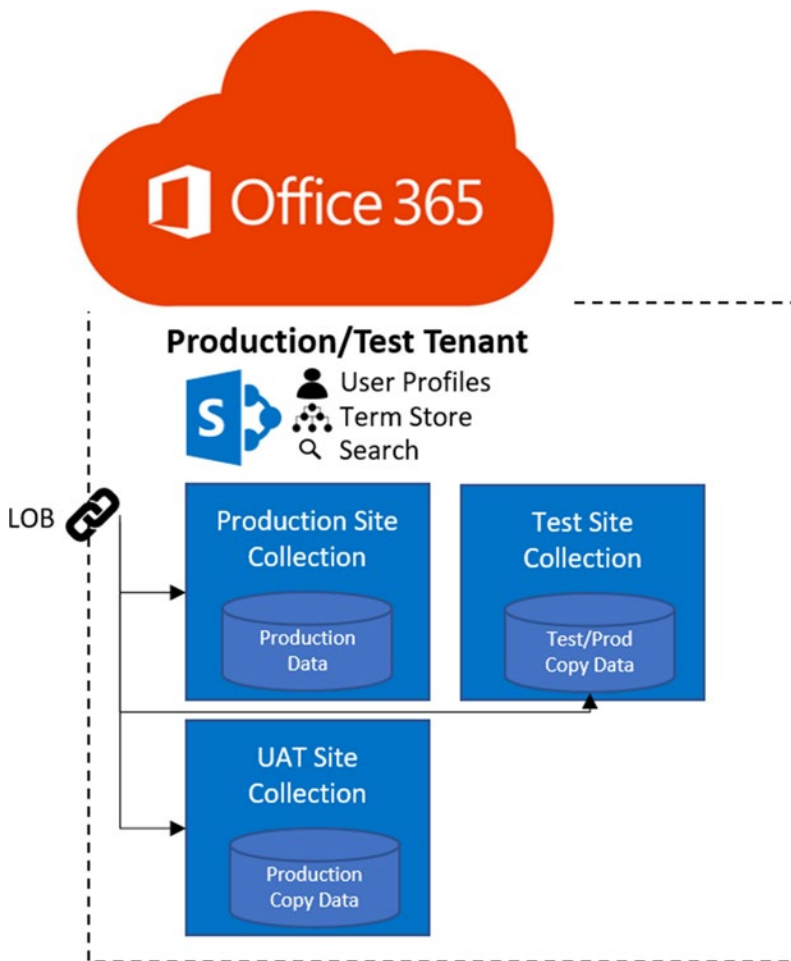 Office 365
Production/Test Tenant
S
User Profiles
Term Store
Search
LOB
Production Site
Collection
Production
Data
Test Site
Collection
Test/Prod
Copy Data
UAT Site
Collection
Production
Copy Data